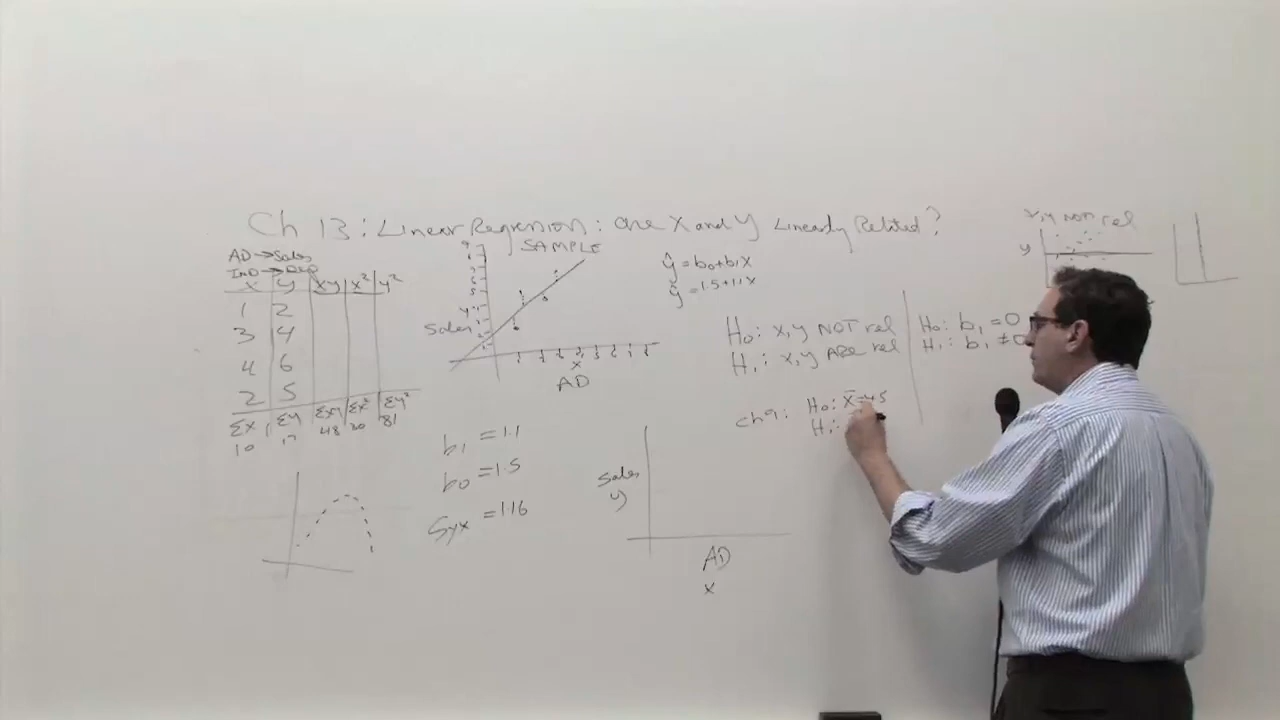 Ch 13: Linear Regression: one X and Y Linearly Related?
AD → Sales
IND → DEP
X Y XY X² Y²
1 2
3 4
4 6
2 5
ΣX ΣY ΣXY ΣX² ΣY²
10 17 48 30 81
SAMPLE
9
Sales
X
AD
ŷ = b0 + b1X
ŷ = 1.5 + 1.1X
b1 = 1.1
b0 = 1.5
Syx = 1.16
Sales
y
AD
X
H0: X,Y NOT rel
H1: X,Y ARE rel
H0: b1 = 0
H1: b1 ≠ 0
Ch 9: H0: X̄ = 45
H1:
X,Y NOT rel
y